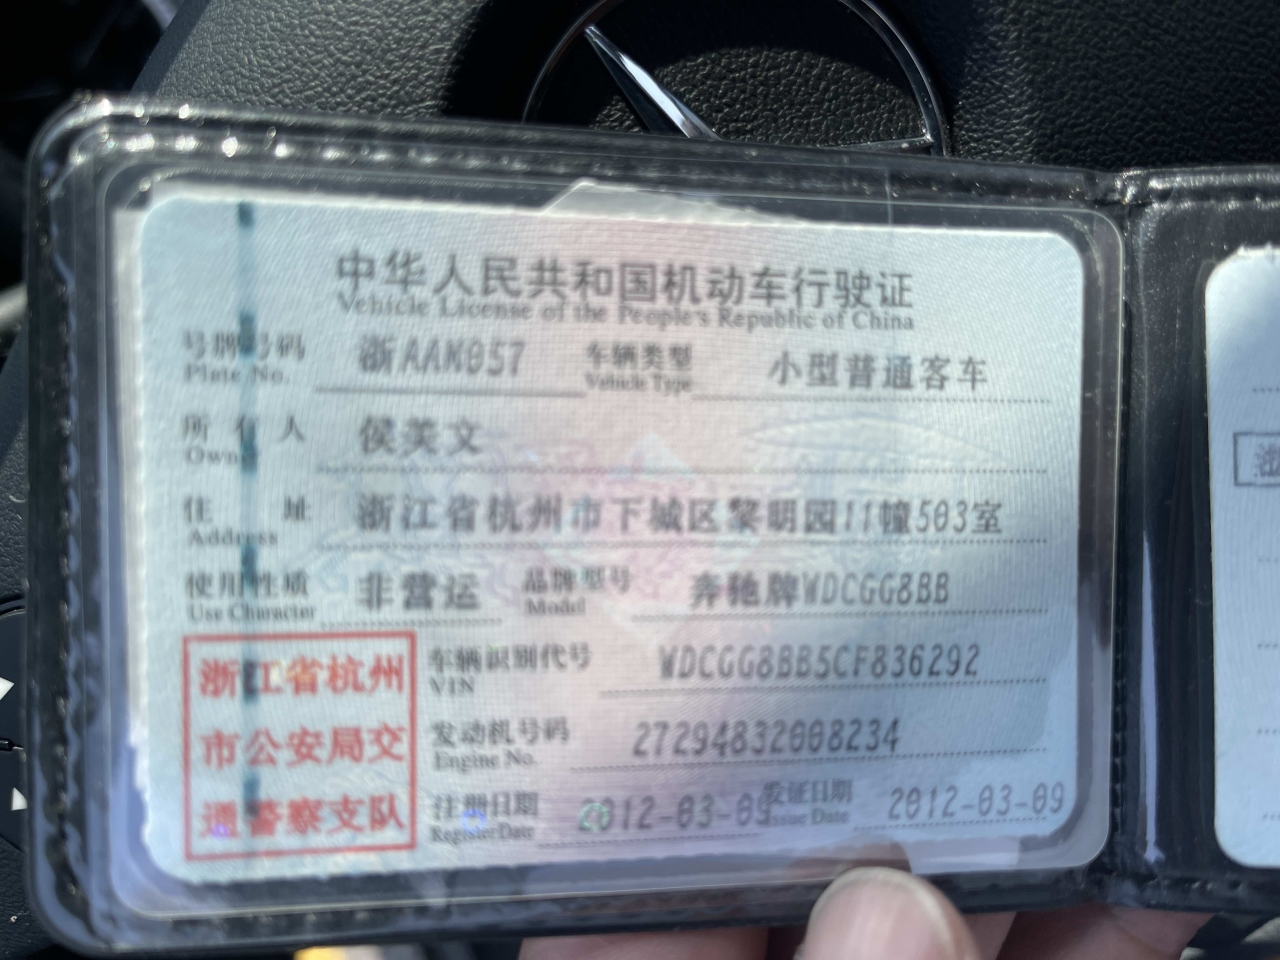 中华人民共和国机动车行驶证
Vehicle License of the People's Republic of China
号牌号码 浙AAK057 车辆类型 小型普通客车
Plate No. Vehicle Type
所有人 侯美文
Owner
住址 浙江省杭州市下城区黎明园11幢503室
Address
使用性质 非营运 品牌型号 奔驰牌WDCGG8BB
Use Character Model
浙江省杭州
市公安局交
通警察支队
车辆识别代号 WDCGG8BB5CF836292
VIN
发动机号码 27294832008234
Engine No.
注册日期 2012-03-09 发证日期 2012-03-09
Register Date Issue Date
浙